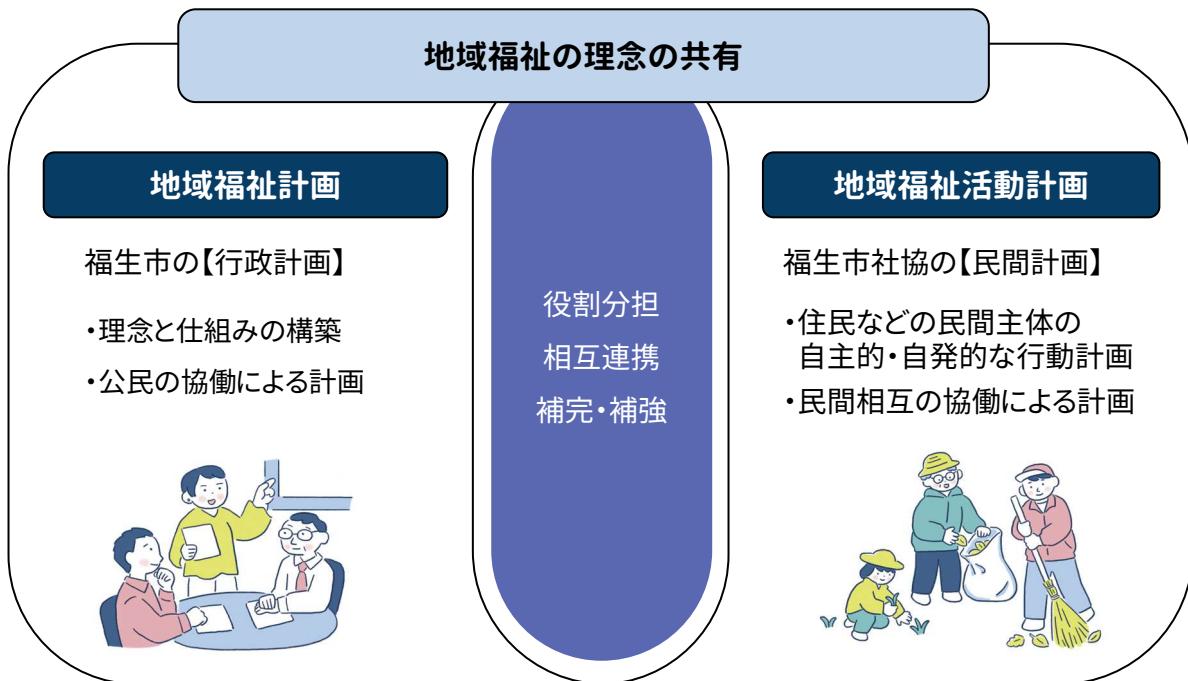 地域福祉の理念の共有
地域福祉計画
福生市の【行政計画】
・理念と仕組みの構築
・公民の協働による計画
役割分担
相互連携
補完・補強
地域福祉活動計画
福生市社協の【民間計画】
・住民などの民間主体の
自主的・自発的な行動計画
・民間相互の協働による計画